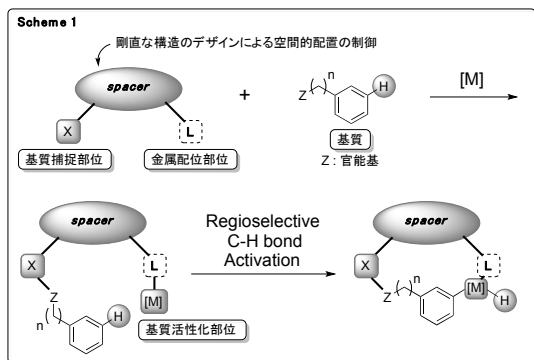 Scheme 1
剛直な構造のデザインによる空間的配置の制御
spacer
X
L
基質捕捉部位
金属配位部位
+
Z
n
H
基質
Z : 官能基
[M]
spacer
X
L
Z
[M]
n
H
基質活性化部位
Regioselective
C-H bond
Activation
spacer
X
L
n
Z
[M]
H